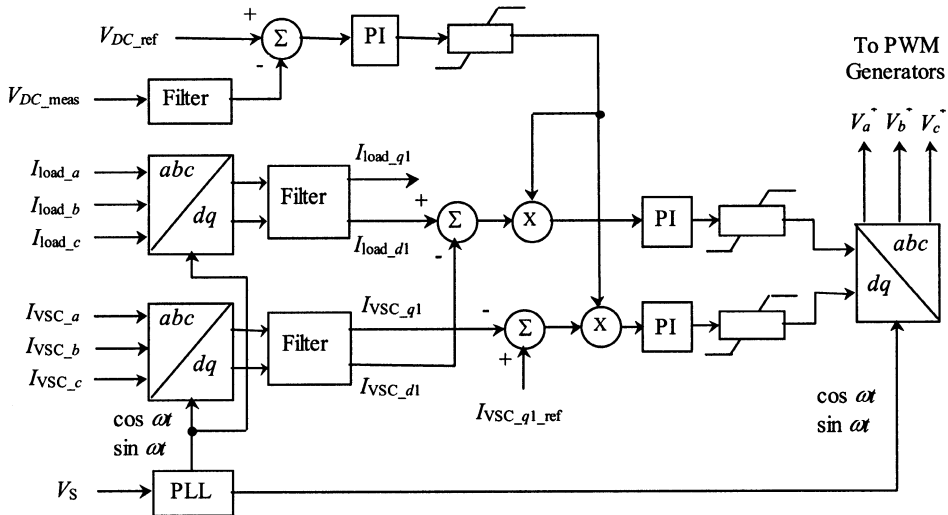 V_DC_ref
+
Σ
-
PI
V_DC_meas
Filter
To PWM
Generators
V_a* V_b* V_c*
I_load_a
I_load_b
I_load_c
abc
dq
Filter
I_load_q1
I_load_d1
+
Σ
-
X
PI
abc
dq
I_VSC_a
I_VSC_b
I_VSC_c
abc
dq
Filter
I_VSC_q1
I_VSC_d1
-
Σ
+
X
PI
I_VSC_q1_ref
cos ωt
sin ωt
cos ωt
sin ωt
V_S
PLL